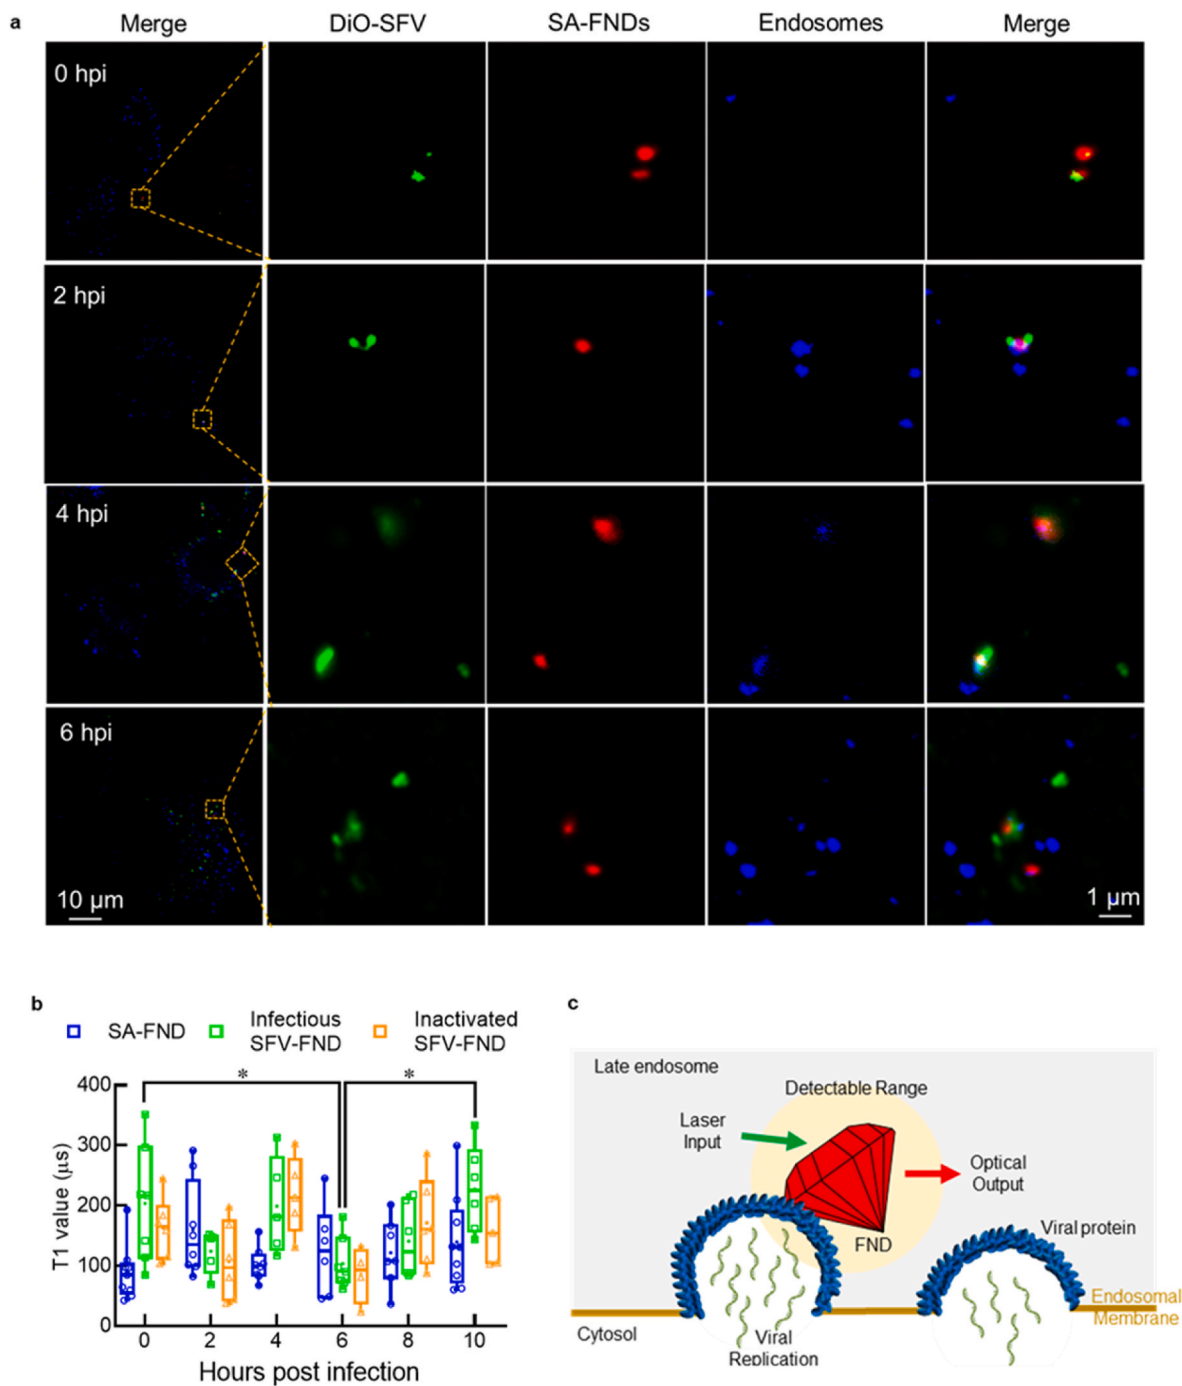 a
Merge DiO-SFV SA-FNDs Endosomes Merge
0 hpi
2 hpi
4 hpi
6 hpi
10 µm
1 µm
b
SA-FND
Infectious
SFV-FND
Inactivated
SFV-FND
* *
T1 value (µs)
400
300
200
100
0
0 2 4 6 8 10
Hours post infection
c
Late endosome
Detectable Range
Laser
Input
Optical
Output
FND
Viral protein
Endosomal
Membrane
Cytosol
Viral
Replication